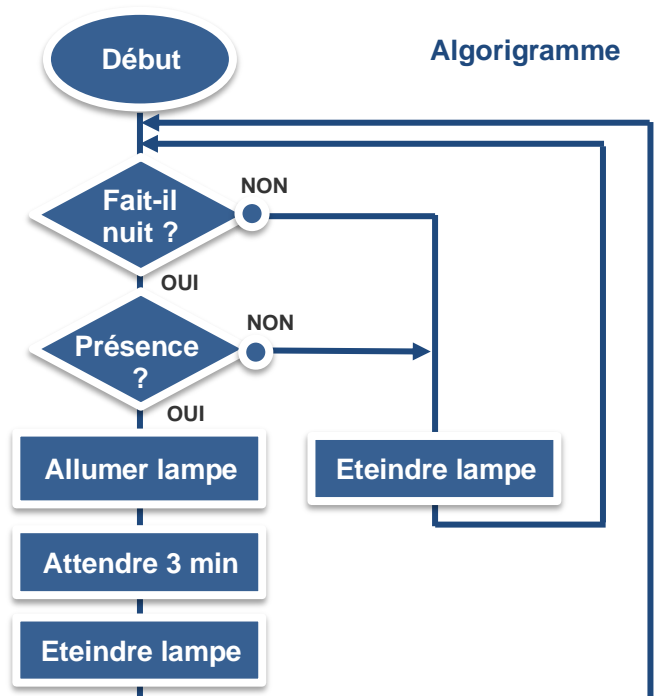 Début
Algorigramme
Fait-il
nuit ?
NON
OUI
Présence
?
NON
OUI
Allumer lampe
Eteindre lampe
Attendre 3 min
Eteindre lampe